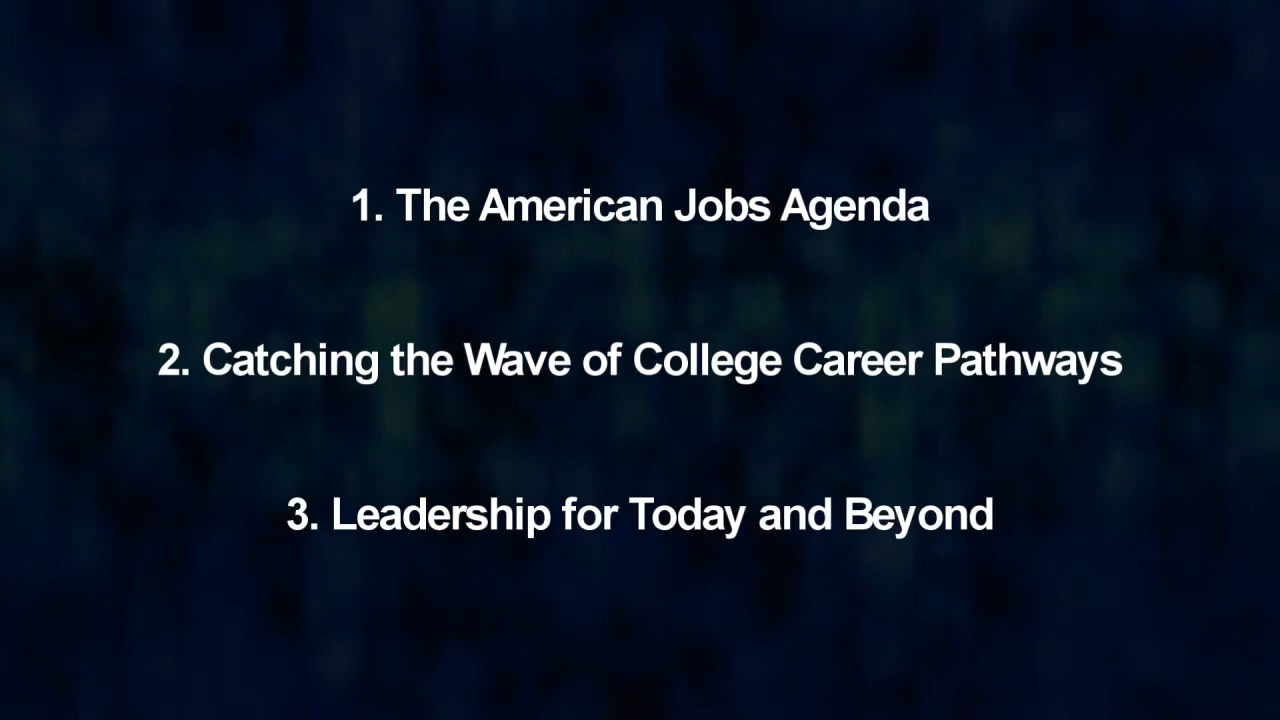 1. The American Jobs Agenda
2. Catching the Wave of College Career Pathways
3. Leadership for Today and Beyond